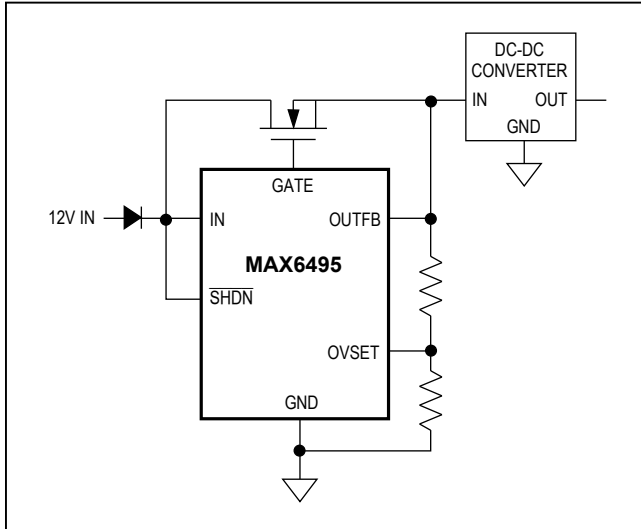 DC-DC
CONVERTER
IN OUT
GND
GATE
12V IN
IN OUTFB
MAX6495
SHDN
OVSET
GND